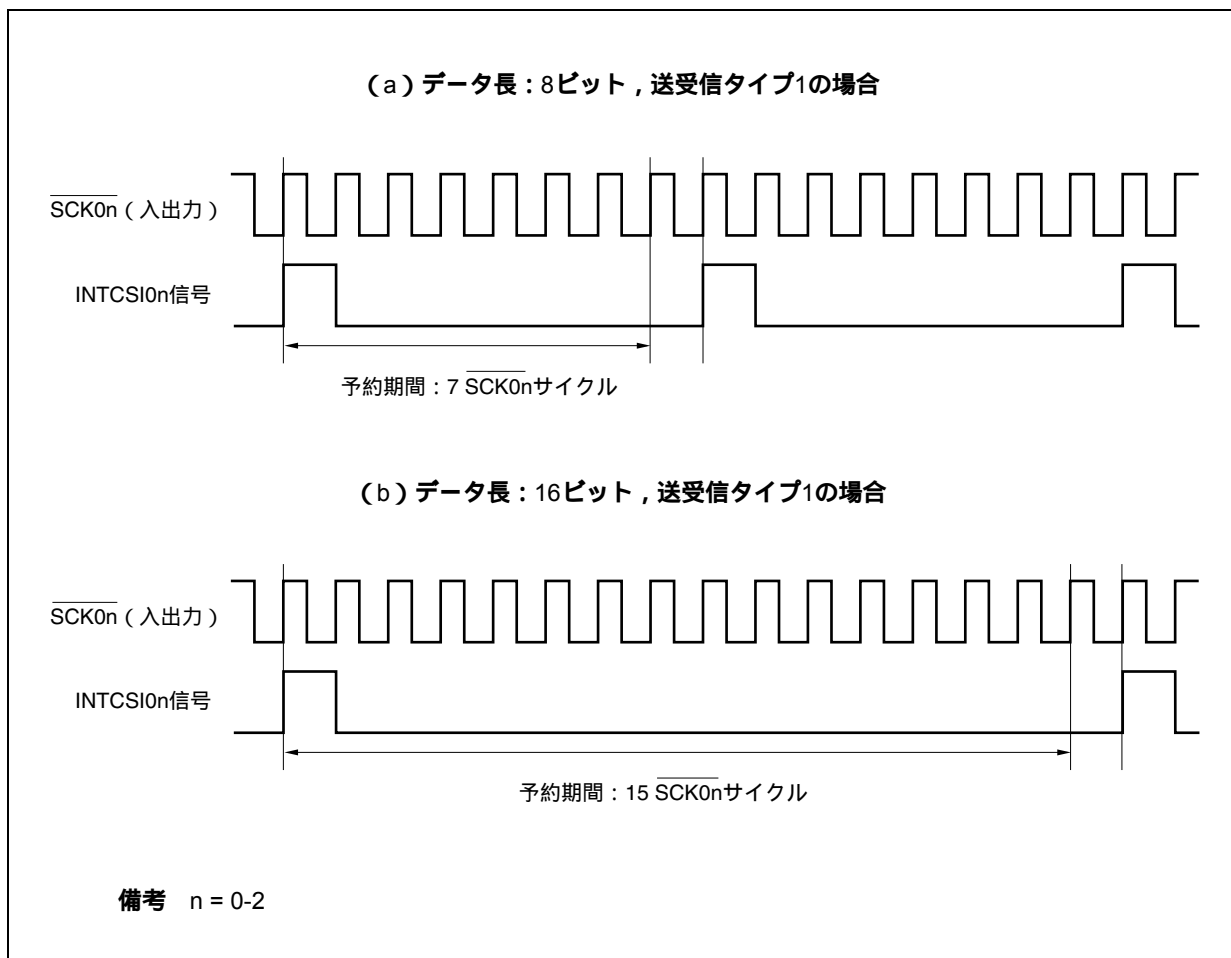 （a）データ長：8ビット，送受信タイプ1の場合
SCK0n（入出力）
INTCSI0n信号
予約期間：7 SCK0nサイクル
（b）データ長：16ビット，送受信タイプ1の場合
SCK0n（入出力）
INTCSI0n信号
予約期間：15 SCK0nサイクル
備考 n = 0-2